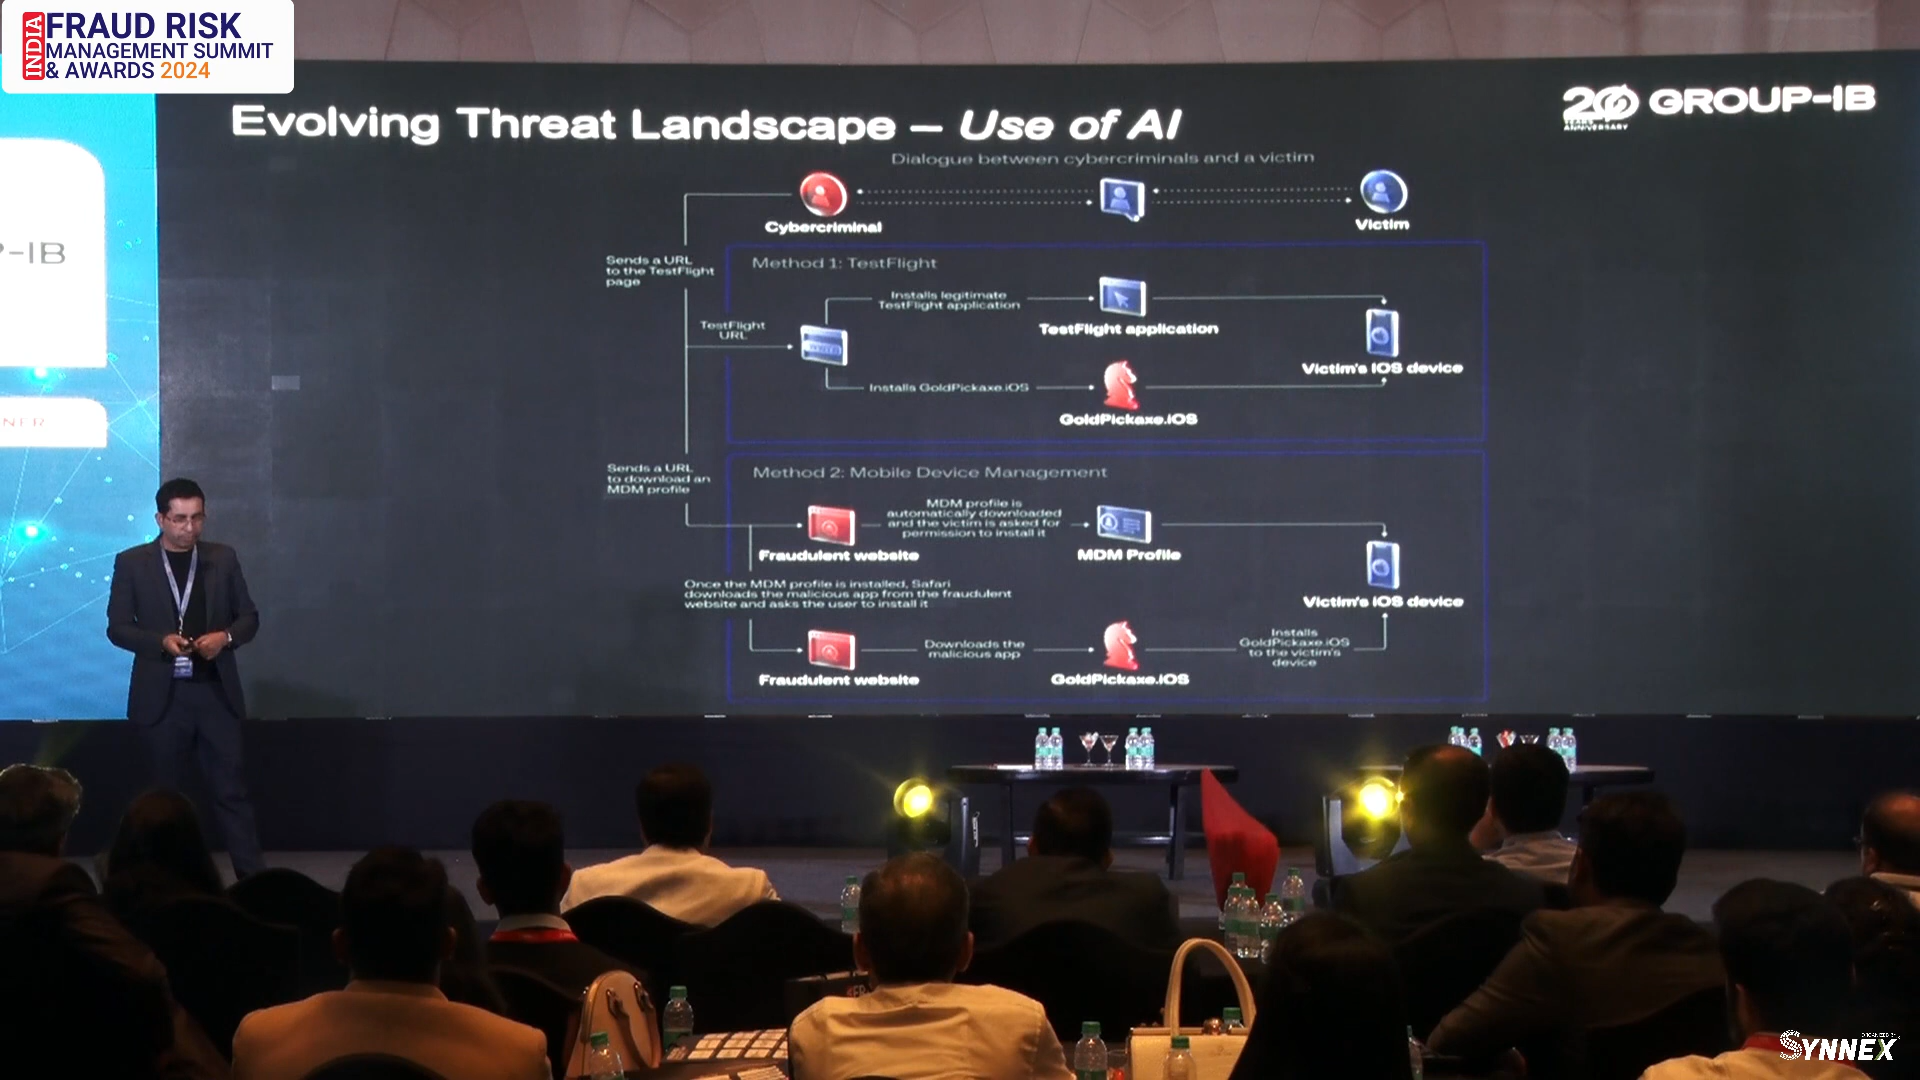 INDIA
FRAUD RISK
MANAGEMENT SUMMIT
& AWARDS 2024
Evolving Threat Landscape – Use of AI
20 GROUP-IB
YEARS
ANNIVERSARY
Dialogue between cybercriminals and a victim
Cybercriminal
Victim
Sends a URL
to the TestFlight
page
Method 1: TestFlight
Installs legitimate
TestFlight application
TestFlight application
TestFlight
URL
Victim's iOS device
Installs GoldPickaxe.iOS
GoldPickaxe.iOS
Sends a URL
to download an
MDM profile
Method 2: Mobile Device Management
MDM profile is
automatically downloaded
and the victim is asked for
permission to install it
Fraudulent website
MDM Profile
Once the MDM profile is installed, Safari
downloads the malicious app from the fraudulent
website and asks the user to install it
Victim's iOS device
Downloads the
malicious app
Installs
GoldPickaxe.iOS
to the victim's
device
Fraudulent website
GoldPickaxe.iOS
-IB
NER
SYNNEX